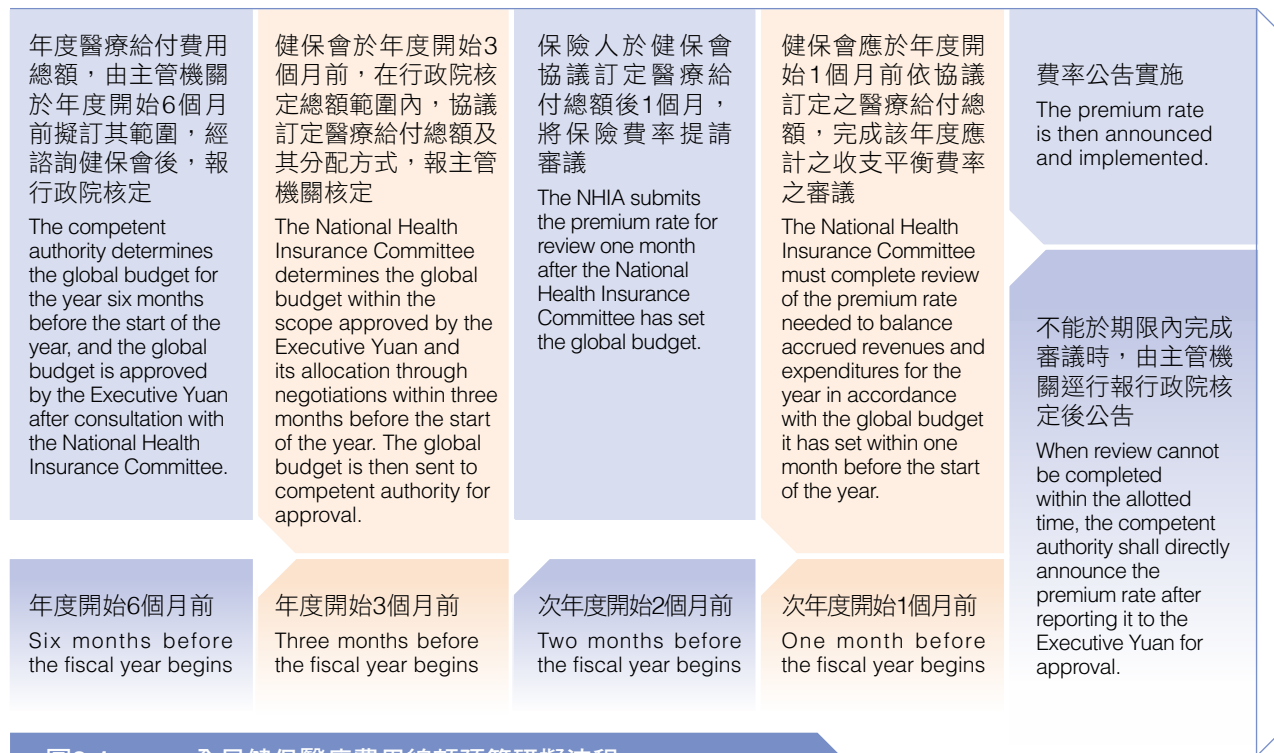 年度醫療給付費用
總額，由主管機關
於年度開始6個月
前擬訂其範圍，經
諮詢健保會後，報
行政院核定
The competent
authority determines
the global budget for
the year six months
before the start of the
year, and the global
budget is approved
by the Executive Yuan
after consultation with
the National Health
Insurance Committee.
年度開始6個月前
Six months before
the fiscal year begins
健保會於年度開始3
個月前，在行政院核
定總額範圍內，協議
訂定醫療給付總額及
其分配方式，報主管
機關核定
The National Health
Insurance Committee
determines the global
budget within the
scope approved by the
Executive Yuan and
its allocation through
negotiations within three
months before the start
of the year. The global
budget is then sent to
competent authority for
approval.
年度開始3個月前
Three months before
the fiscal year begins
保險人於健保會
協議訂定醫療給
付總額後1個月，
將保險費率提請
審議
The NHIA submits
the premium rate for
review one month
after the National
Health Insurance
Committee has set
the global budget.
次年度開始2個月前
Two months before
the fiscal year begins
健保會應於年度開
始1個月前依協議
訂定之醫療給付總
額，完成該年度應
計之收支平衡費率
之審議
The National Health
Insurance Committee
must complete review
of the premium rate
needed to balance
accrued revenues and
expenditures for the
year in accordance
with the global budget
it has set within one
month before the start
of the year.
次年度開始1個月前
One month before
the fiscal year begins
費率公告實施
The premium rate
is then announced
and implemented.
不能於期限內完成
審議時，由主管機
關逕行報行政院核
定後公告
When review cannot
be completed
within the allotted
time, the competent
authority shall directly
announce the
premium rate after
reporting it to the
Executive Yuan for
approval.